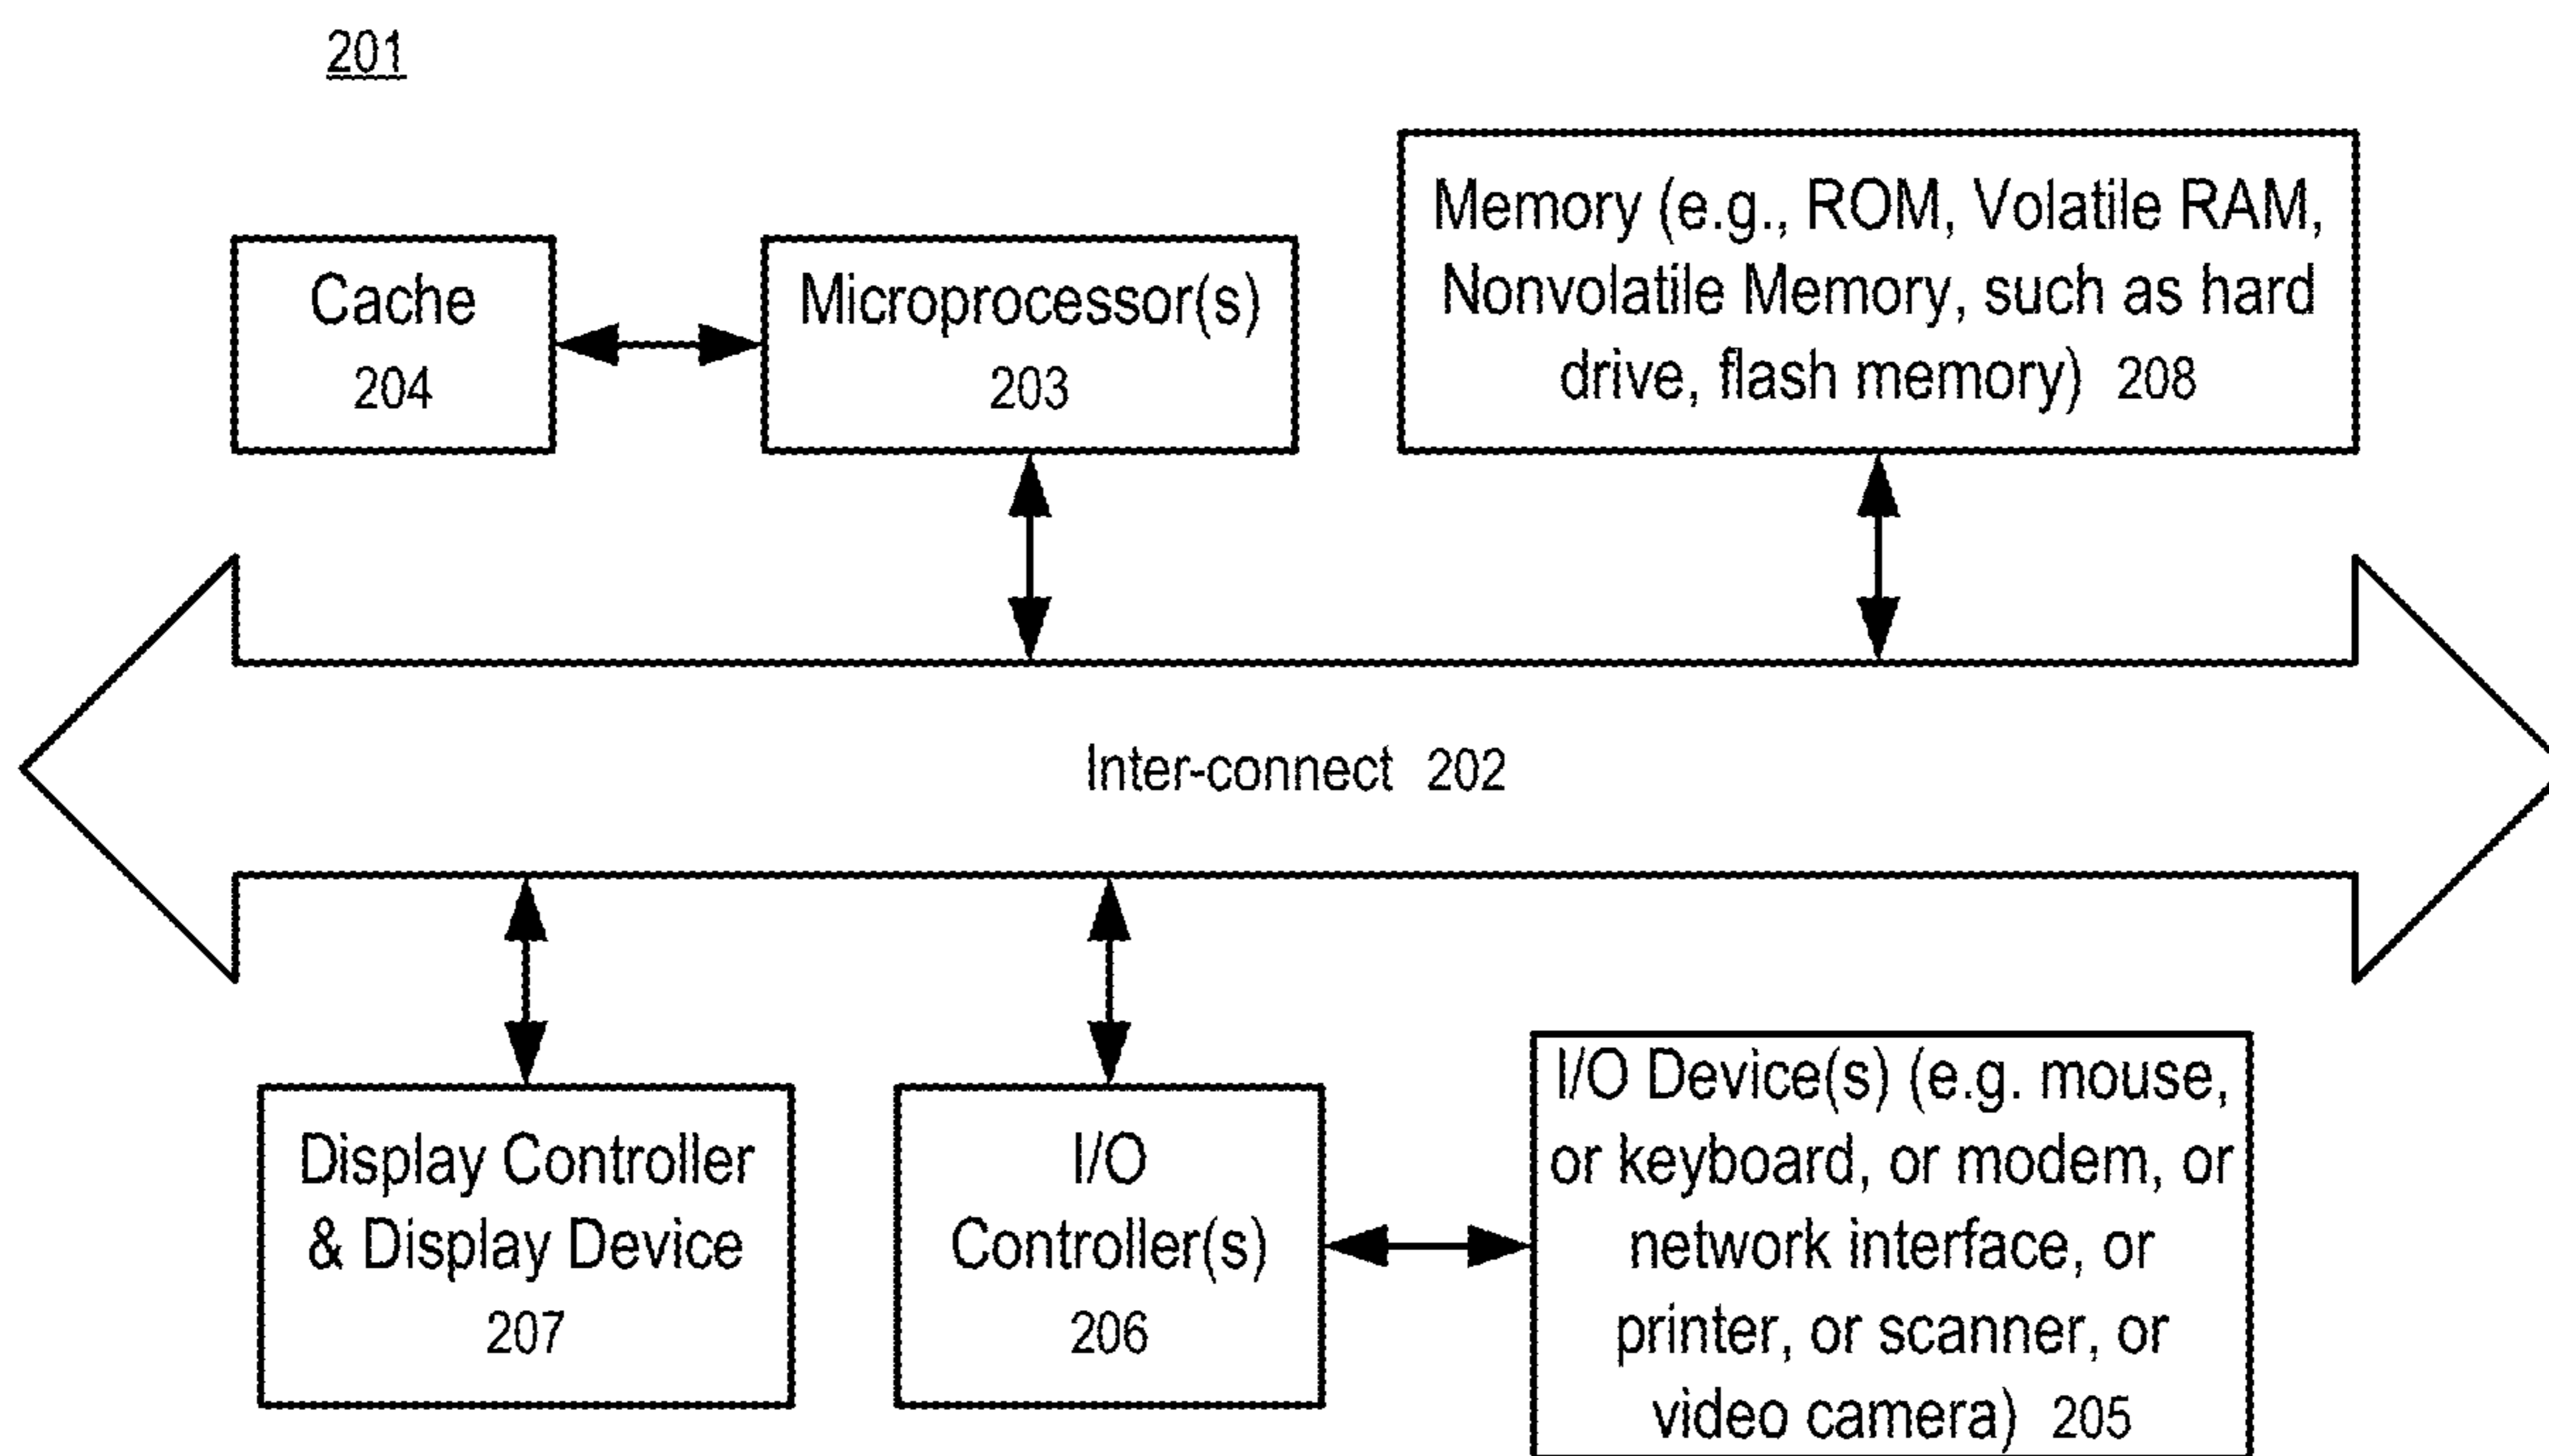 201
Cache
204
Microprocessor(s)
203
Memory (e.g., ROM, Volatile RAM,
Nonvolatile Memory, such as hard
drive, flash memory) 208
Inter-connect 202
Display Controller
& Display Device
207
I/O
Controller(s)
206
I/O Device(s) (e.g. mouse,
or keyboard, or modem, or
network interface, or
printer, or scanner, or
video camera) 205